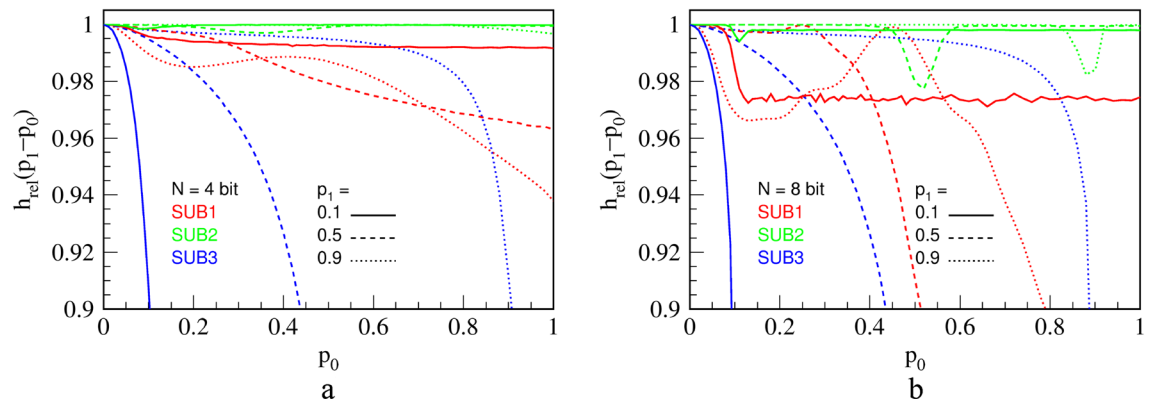 1
0.98
0.96
0.94
0.92
0.9
h_rel(p_1–p_0)
N = 4 bit
SUB1
SUB2
SUB3
p_1 =
0.1
0.5
0.9
0 0.2 0.4 0.6 0.8 1
p_0
a
1
0.98
0.96
0.94
0.92
0.9
h_rel(p_1–p_0)
N = 8 bit
SUB1
SUB2
SUB3
p_1 =
0.1
0.5
0.9
0 0.2 0.4 0.6 0.8 1
p_0
b